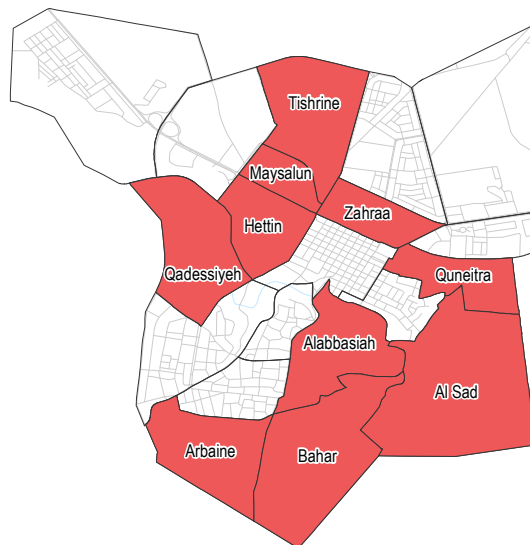 Tishrine
Maysalun
Zahraa
Hettin
Qadessiyeh
Quneitra
Alabbasiah
Al Sad
Arbaine
Bahar